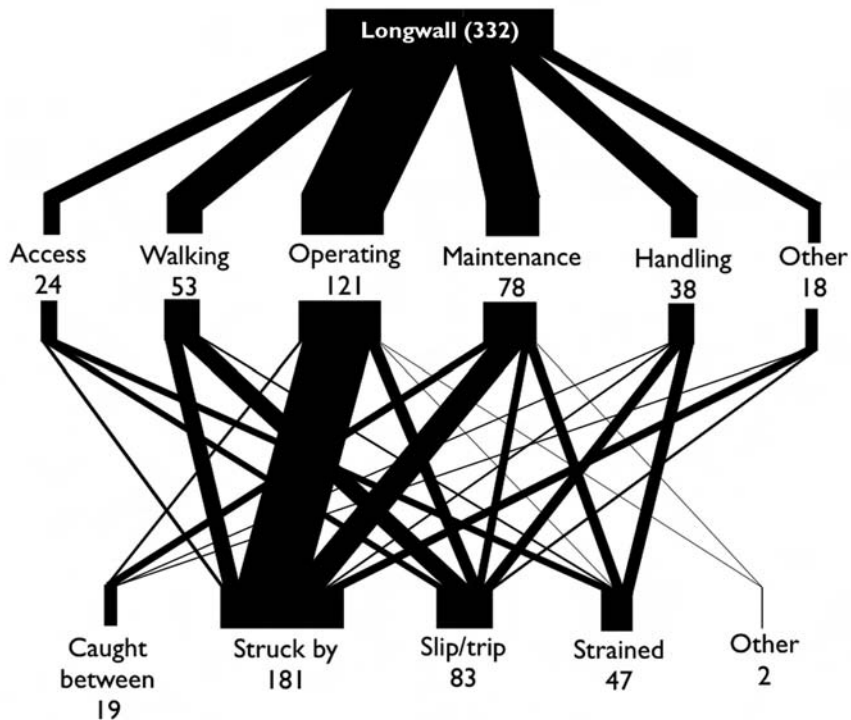 Longwall (332)
Access
24
Walking
53
Operating
121
Maintenance
78
Handling
38
Other
18
Caught
between
19
Struck by
181
Slip/trip
83
Strained
47
Other
2